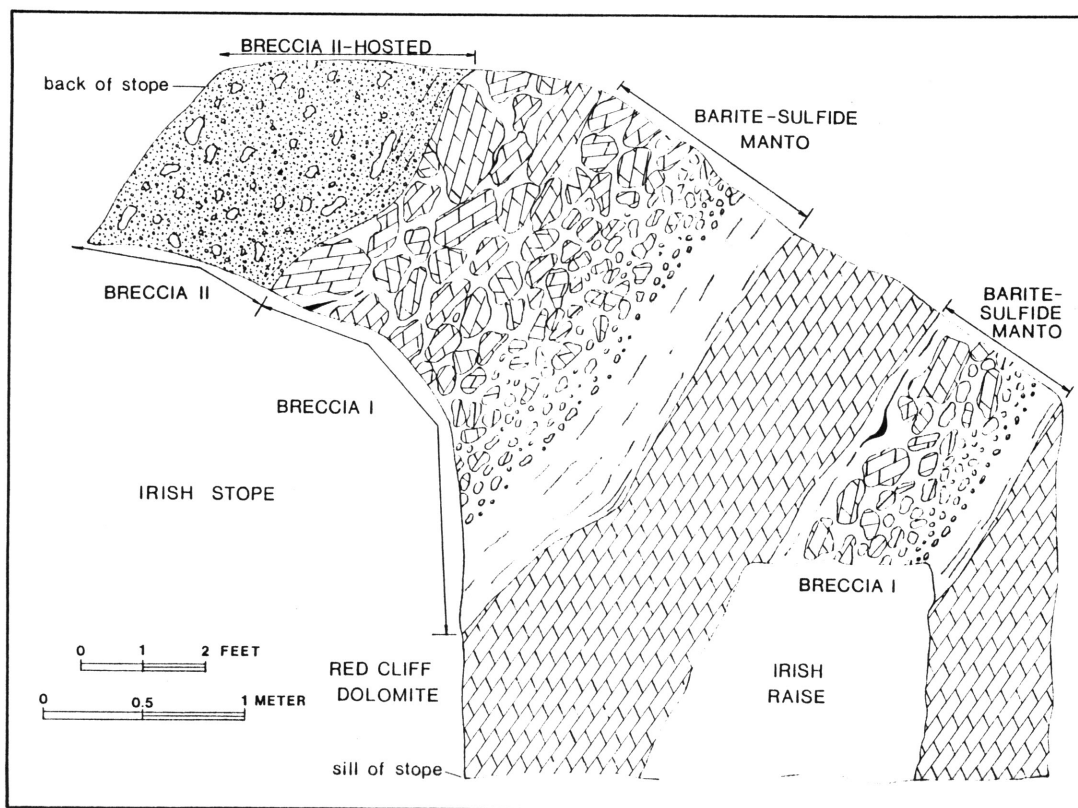 BRECCIA II-HOSTED
back of stope
BARITE-SULFIDE
MANTO
BRECCIA II
BARITE-
SULFIDE
MANTO
BRECCIA I
IRISH STOPE
BRECCIA I
0 1 2 FEET
RED CLIFF
DOLOMITE
IRISH
RAISE
0 0.5 1 METER
sill of stope